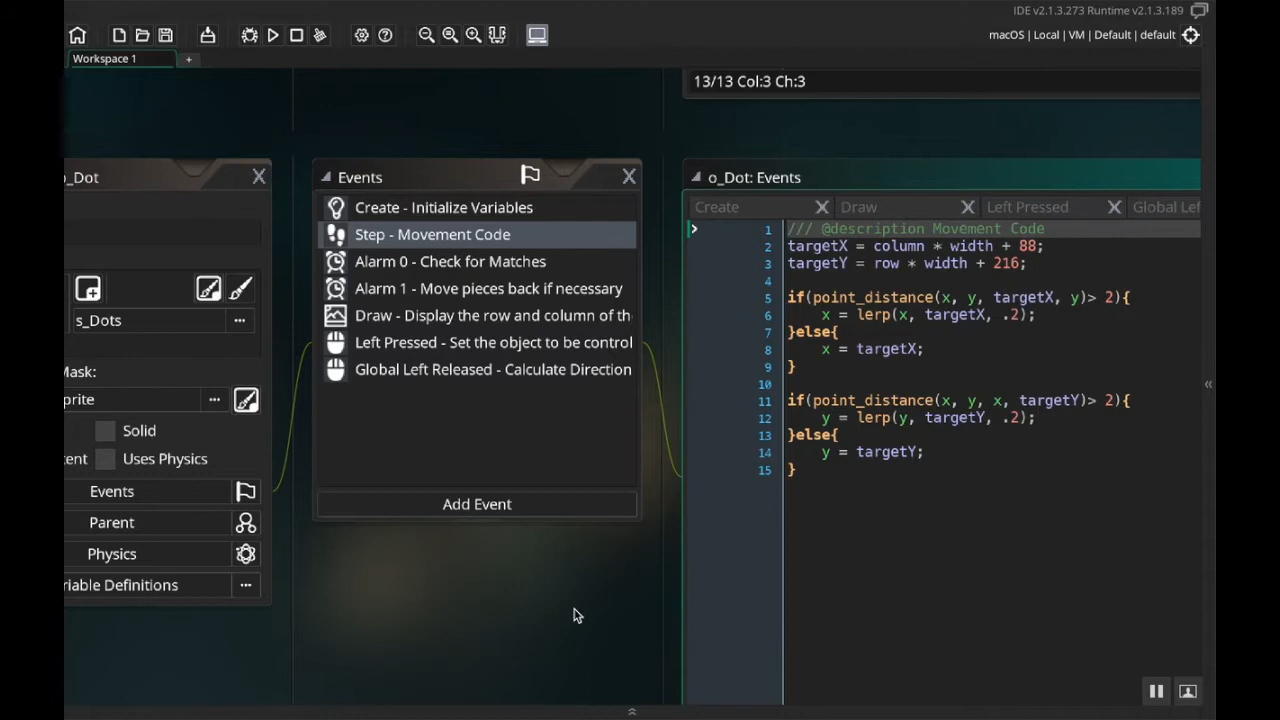 IDE v2.1.3.273 Runtime v2.1.3.189
macOS | Local | VM | Default | default
Workspace 1
+
13/13 Col:3 Ch:3
o_Dot
s_Dots
Mask:
prite
Solid
ent
Uses Physics
Events
Parent
Physics
riable Definitions
Events
Create - Initialize Variables
Step - Movement Code
Alarm 0 - Check for Matches
Alarm 1 - Move pieces back if necessary
Draw - Display the row and column of the
Left Pressed - Set the object to be control
Global Left Released - Calculate Direction
Add Event
o_Dot: Events
Create
Draw
Left Pressed
Global Lef
1 /// @description Movement Code
2 targetX = column * width + 88;
3 targetY = row * width + 216;
4
5 if(point_distance(x, y, targetX, y)> 2){
6 x = lerp(x, targetX, .2);
7 }else{
8 x = targetX;
9 }
10
11 if(point_distance(x, y, x, targetY)> 2){
12 y = lerp(y, targetY, .2);
13 }else{
14 y = targetY;
15 }